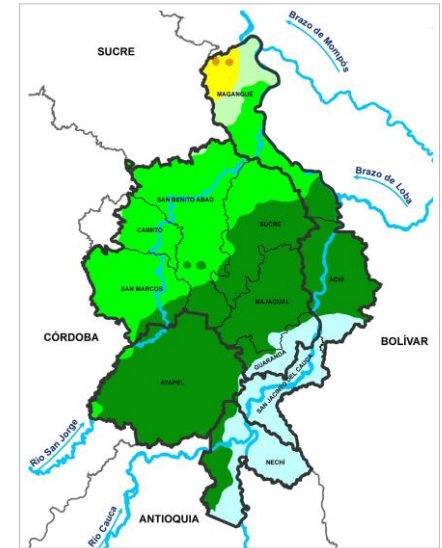 SUCRE
Brazo de Mompós
MAGANGUÉ
Brazo de Loba
SAN BENITO ABAD
SUCRE
CAIMITO
ACHÍ
SAN MARCOS
MAJAGUAL
CÓRDOBA
BOLÍVAR
GUARANDA
AYAPEL
SAN JACINTO DEL CAUCA
Río San Jorge
NECHÍ
Río Cauca
ANTIOQUIA